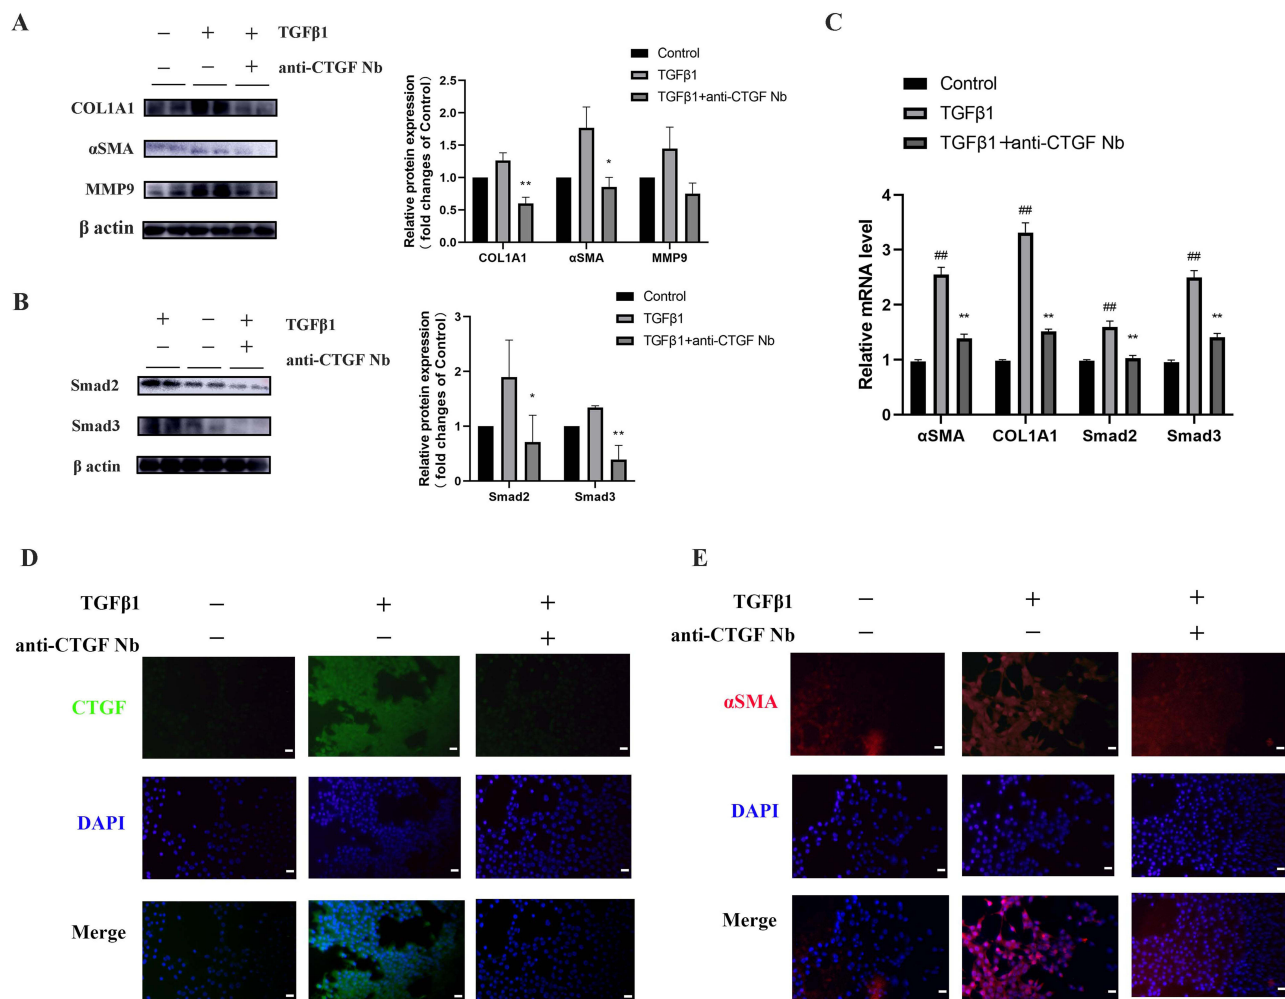 A
− + + TGFβ1
− − + anti-CTGF Nb
COL1A1
αSMA
MMP9
β actin
Control
TGFβ1
TGFβ1+anti-CTGF Nb
Relative protein expression
( fold changes of Control)
2.5
2.0
1.5
1.0
0.5
0.0
**
*
COL1A1 αSMA MMP9
B
+ − + TGFβ1
− − + anti-CTGF Nb
Smad2
Smad3
β actin
Control
TGFβ1
TGFβ1+anti-CTGF Nb
Relative protein expression
( fold changes of Control)
3
2
1
0
*
**
Smad2 Smad3
C
Control
TGFβ1
TGFβ1+anti-CTGF Nb
Relative mRNA level
4
3
2
1
0
## ** ## ** ## ** ## **
αSMA COL1A1 Smad2 Smad3
D
TGFβ1 − + +
anti-CTGF Nb − − +
CTGF
DAPI
Merge
E
TGFβ1 − + +
anti-CTGF Nb − − +
αSMA
DAPI
Merge